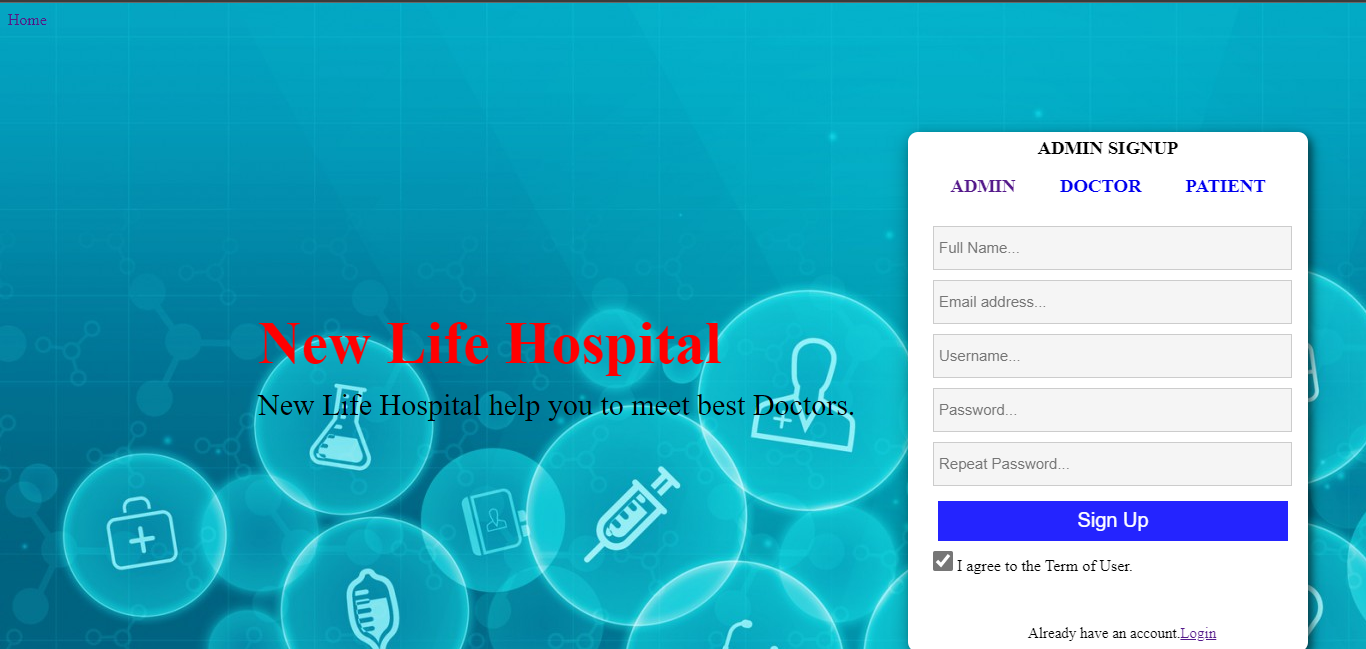 Home
New Life Hospital
New Life Hospital help you to meet best Doctors.
ADMIN SIGNUP
ADMIN DOCTOR PATIENT
Full Name...
Email address...
Username...
Password...
Repeat Password...
Sign Up
I agree to the Term of User.
Already have an account.Login